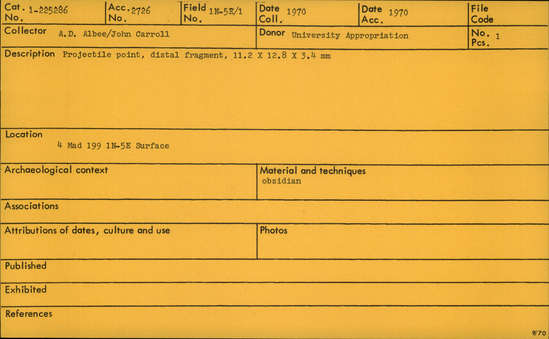 Cat. No. 1-225286 Acc. No. 2726 Field No. 1N-5E/1 Date Coll. 1970 Date Acc. 1970 File Code
Collector A.D. Albee/John Carroll Donor University Appropriation No. Pcs. 1
Description Projectile point, distal fragment, 11.2 X 12.8 X 3.4 mm
Location
4 Mad 199 1N-5E Surface
Archaeological context Material and techniques
obsidian
Associations
Attributions of dates, culture and use Photos
Published
Exhibited
References
8/70